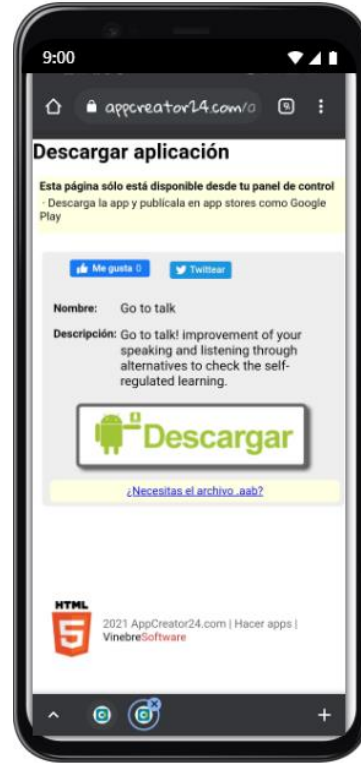 9:00
appcreator24.com/a
Descargar aplicación
Esta página sólo está disponible desde tu panel de control
· Descarga la app y publícala en app stores como Google
Play
Me gusta 0
Twittear
Nombre: Go to talk
Descripción: Go to talk! improvement of your
speaking and listening through
alternatives to check the self-
regulated learning.
Descargar
¿Necesitas el archivo .aab?
HTML
5
2021 AppCreator24.com | Hacer apps |
VinebreSoftware